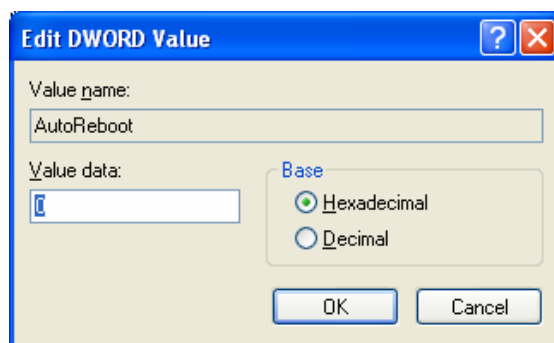 Edit DWORD Value
Value name:
AutoReboot
Value data:
0
Base
Hexadecimal
Decimal
OK
Cancel